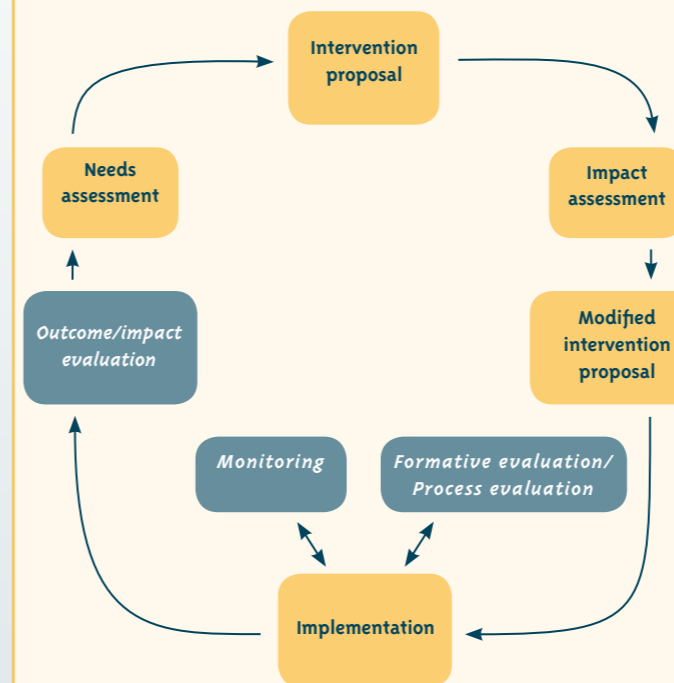 Intervention
proposal
Needs
assessment
Impact
assessment
Outcome/impact
evaluation
Modified
intervention
proposal
Monitoring
Formative evaluation/
Process evaluation
Implementation